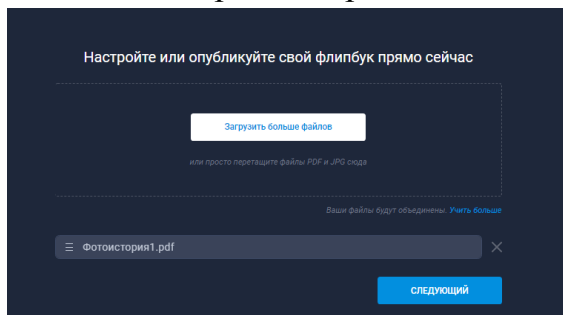 Настройте или опубликуйте свой флипбук прямо сейчас
Загрузить больше файлов
или просто перетащите файлы PDF и JPG сюда
Ваши файлы будут объединены. Учить больше
Фотоистория1.pdf
СЛЕДУЮЩИЙ